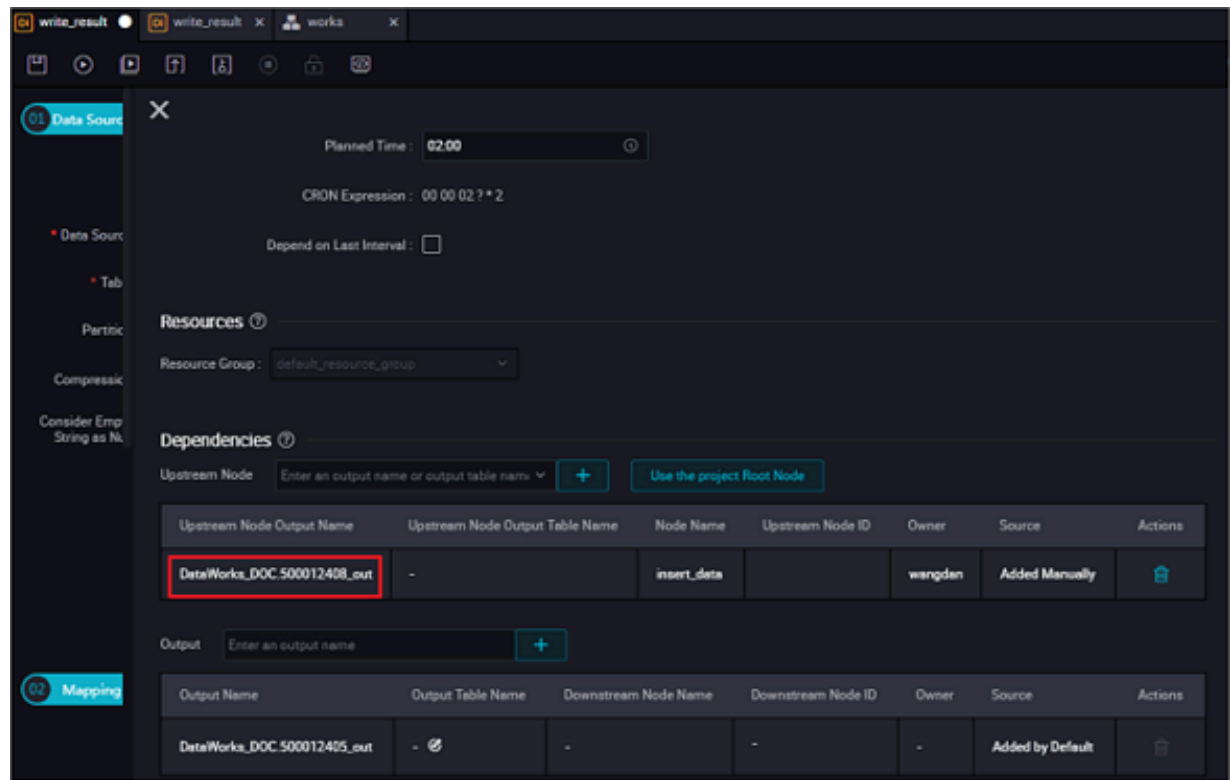 write_result
write_result
works
01 Data Sourc
Planned Time : 02:00
CRON Expression : 00 00 02 ? * 2
* Data Sourc
Depend on Last Interval :
* Tab
Partitic
Resources
Resource Group : default_resource_group
Compressic
Consider Emp
String as Nu
Dependencies
Upstream Node Enter an output name or output table nam + Use the project Root Node
Upstream Node Output Name Upstream Node Output Table Name Node Name Upstream Node ID Owner Source Actions
DataWorks_DOC.500012408_out - insert_data wangdan Added Manually
Output Enter an output name +
02 Mapping
Output Name Output Table Name Downstream Node Name Downstream Node ID Owner Source Actions
DataWorks_DOC.500012405_out - - - - Added by Default